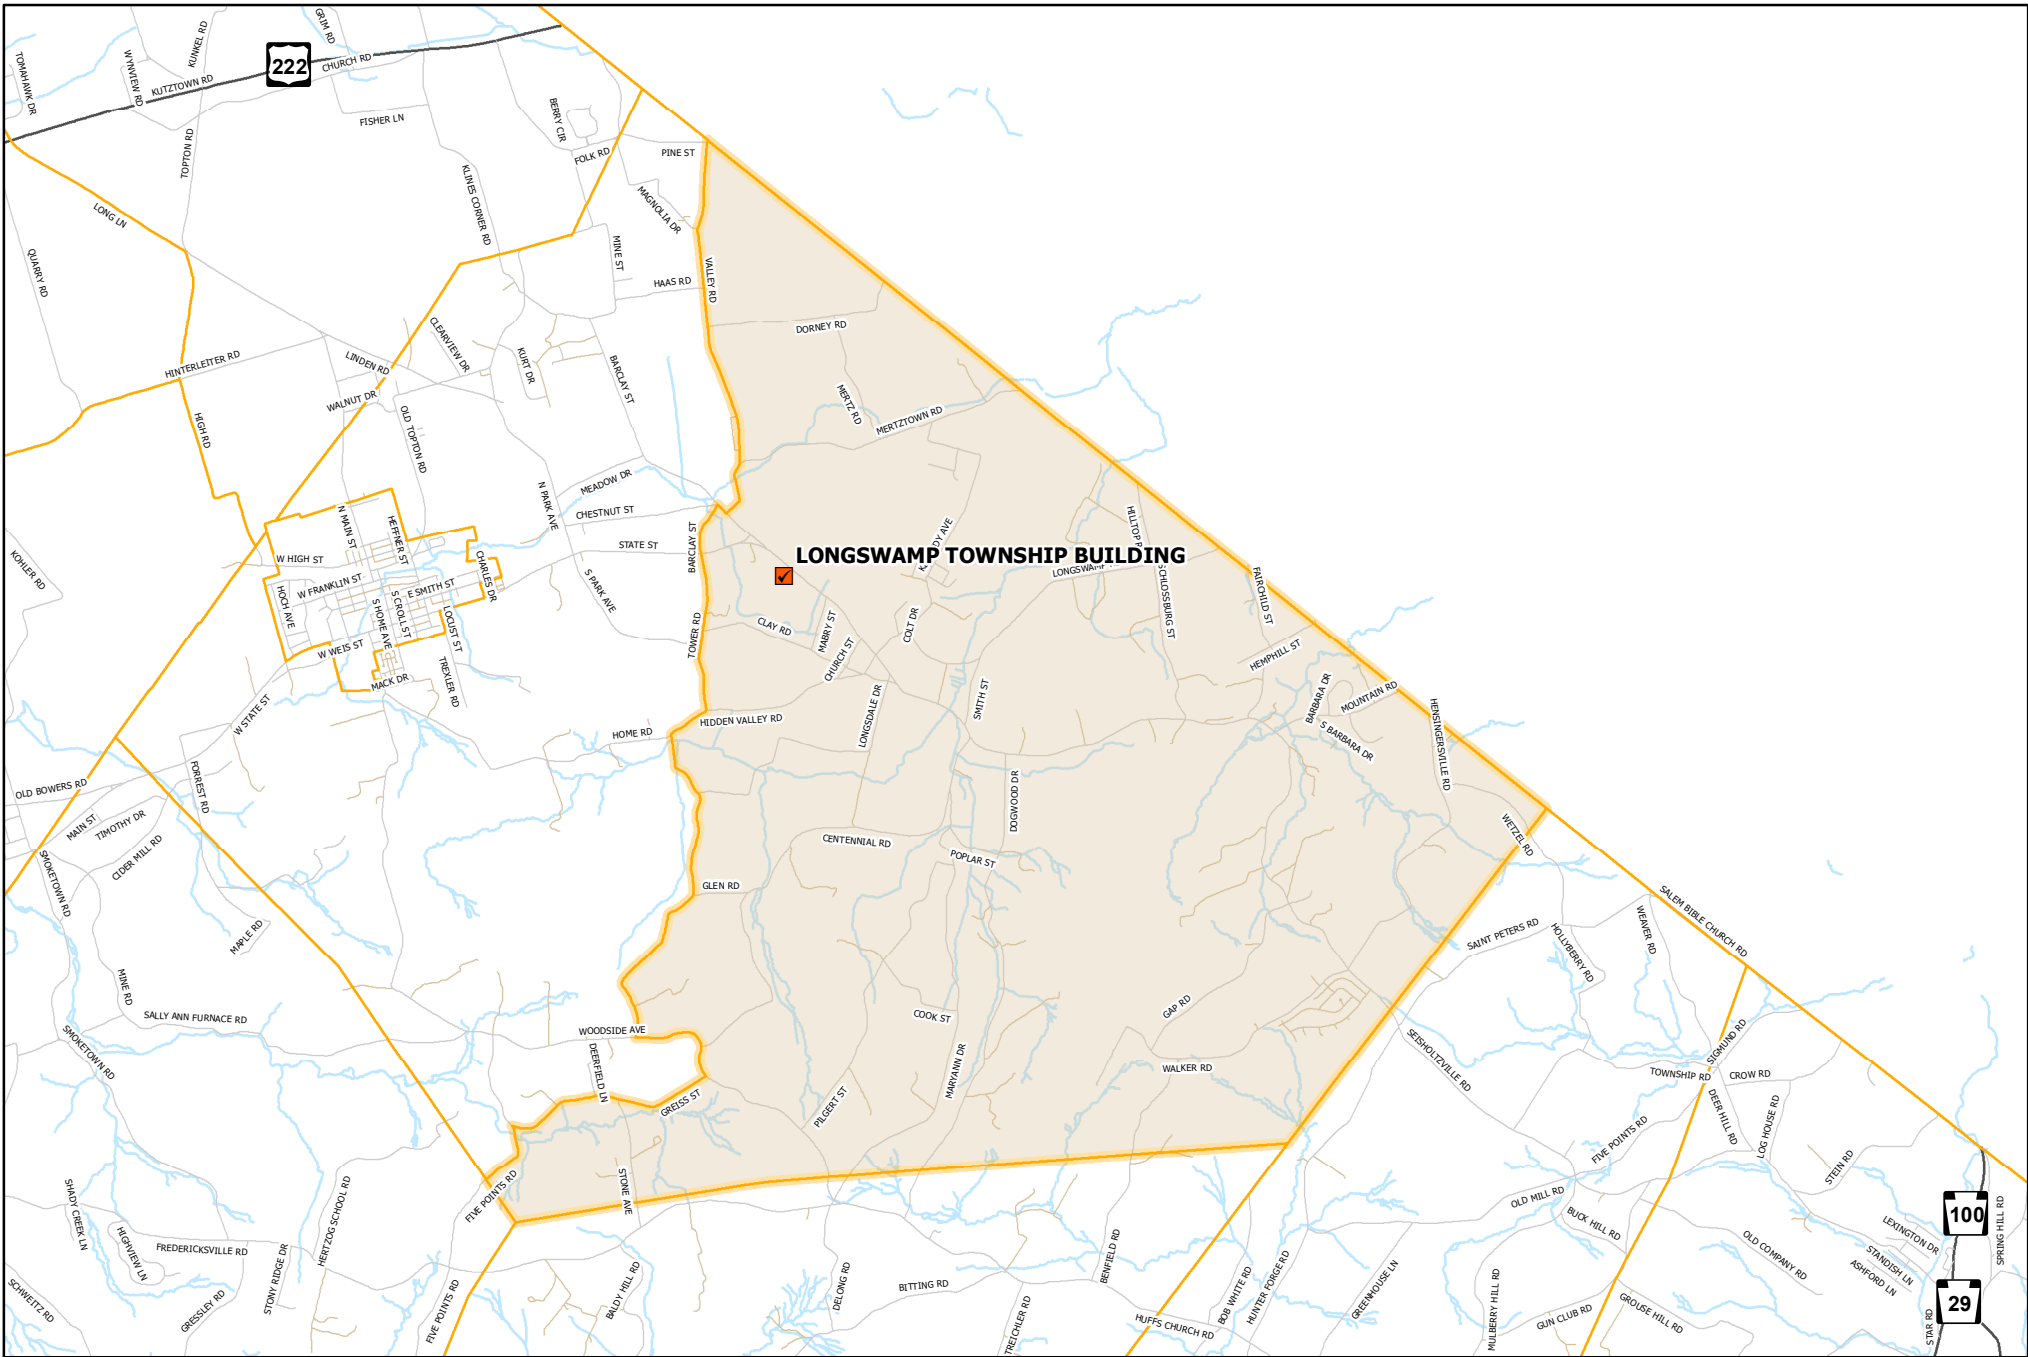 GRIM RD
KUNKEL RD
TOMAHAWK DR
WYNVIEW RD
KUTZTOWN RD
222
CHURCH RD
FISHER LN
BERRY CIR
FOLK RD
PINE ST
TOPTON RD
KLINES CORNER RD
MAGNOLIA DR
LONG LN
QUARRY RD
MINE ST
HAAS RD
VALLEY RD
DORNEY RD
CLEARVIEW DR
LINDEN RD
HINTERLEITER RD
KURT DR
BARCLAY ST
WALNUT DR
HIGH RD
OLD TOPTON RD
MERTZ RD
MERTZTOWN RD
MEADOW DR
N PARK AVE
CHESTNUT ST
N MAIN ST
HEFFNER ST
STATE ST
BARCLAY ST
HILLTOP
LONGSWAMP TOWNSHIP BUILDING
W HIGH ST
CHARLES DR
KOHLER RD
W FRANKLIN ST
E SMITH ST
HOCH AVE
S HOME AVE
S CROLL ST
LOCUST ST
S PARK AVE
LONGSWAMP
SCHLOSSBURG ST
FAIRCHILD ST
CLAY RD
MABRY ST
CHURCH ST
COLT DR
TOWER RD
HEMPHILL ST
W WEIS ST
MACK DR
TREXLER RD
W STATE ST
HOME RD
HIDDEN VALLEY RD
LONGSDALE DR
SMITH ST
BARBARA DR
MOUNTAIN RD
S BARBARA DR
HENSINGERSVILLE RD
OLD BOWERS RD
FORREST RD
MAIN ST
TIMOTHY DR
CIDER MILL RD
DOGWOOD DR
CENTENNIAL RD
POPLAR ST
WETZEL RD
SMOKETOWN RD
GLEN RD
MAPLE RD
SALEM BIBLE CHURCH RD
WEAVER RD
SAINT PETERS RD
HOLLYBERRY RD
MINE RD
SALLY ANN FURNACE RD
WOODSIDE AVE
COOK ST
GAP RD
SMOKETOWN RD
DEERFIELD LN
GREISS ST
PILGERT ST
MARYANN DR
WALKER RD
SEISHOLTZVILLE RD
SIGMUND RD
TOWNSHIP RD
CROW RD
DEER HILL RD
LOG HOUSE RD
FIVE POINTS RD
STEIN RD
SHADY CREEK LN
HERTZOG SCHOOL RD
FIVE POINTS RD
STONE AVE
OLD MILL RD
BUCK HILL RD
100
SPRING HILL RD
LEXINGTON DR
STANDISH LN
ASHFORD LN
HIGHVIEW LN
FREDERICKSVILLE RD
STONY RIDGE DR
OLD COMPANY RD
BENFIELD RD
SCHWEITZ RD
GRESSLEY RD
FIVE POINTS RD
BALDY HILL RD
DELONG RD
BITTING RD
TREICHLER RD
BOB WHITE RD
HUNTER FORGE RD
GREENHOUSE LN
HUFFS CHURCH RD
MULBERRY HILL RD
GUN CLUB RD
GROUSE HILL RD
29
STAR RD